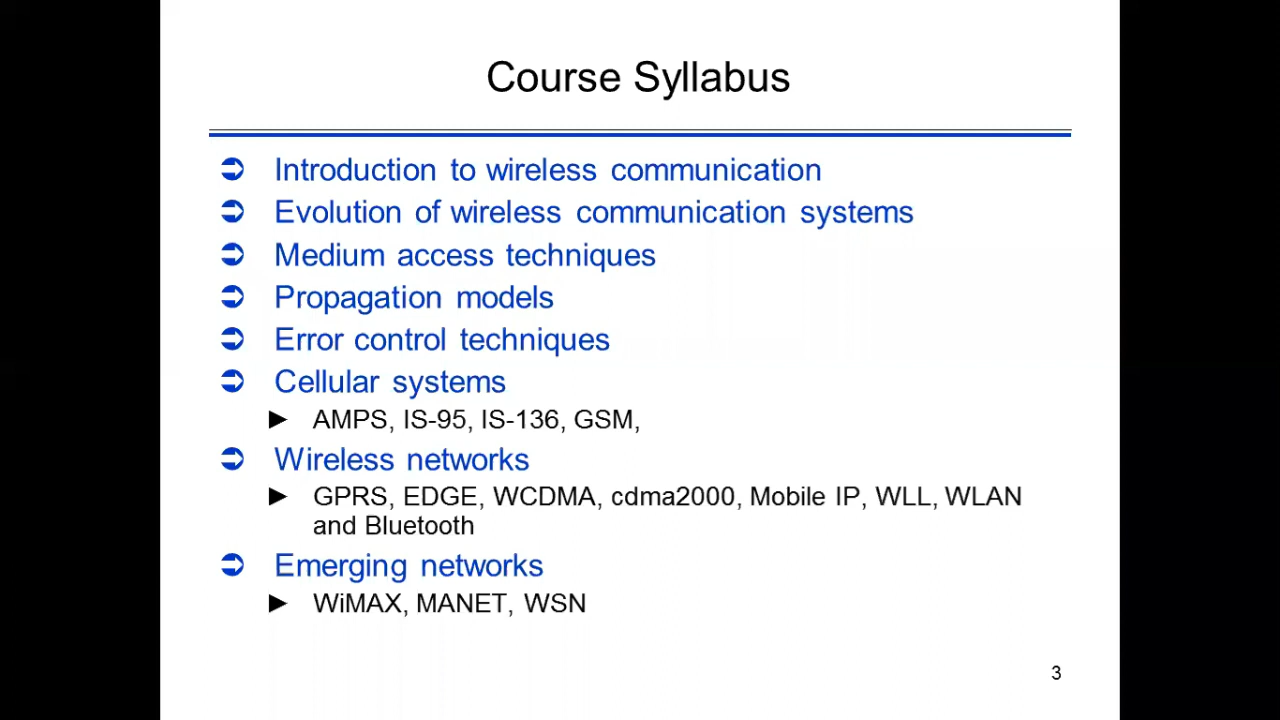 Course Syllabus
Introduction to wireless communication
Evolution of wireless communication systems
Medium access techniques
Propagation models
Error control techniques
Cellular systems
AMPS, IS-95, IS-136, GSM,
Wireless networks
GPRS, EDGE, WCDMA, cdma2000, Mobile IP, WLL, WLAN
and Bluetooth
Emerging networks
WiMAX, MANET, WSN
3